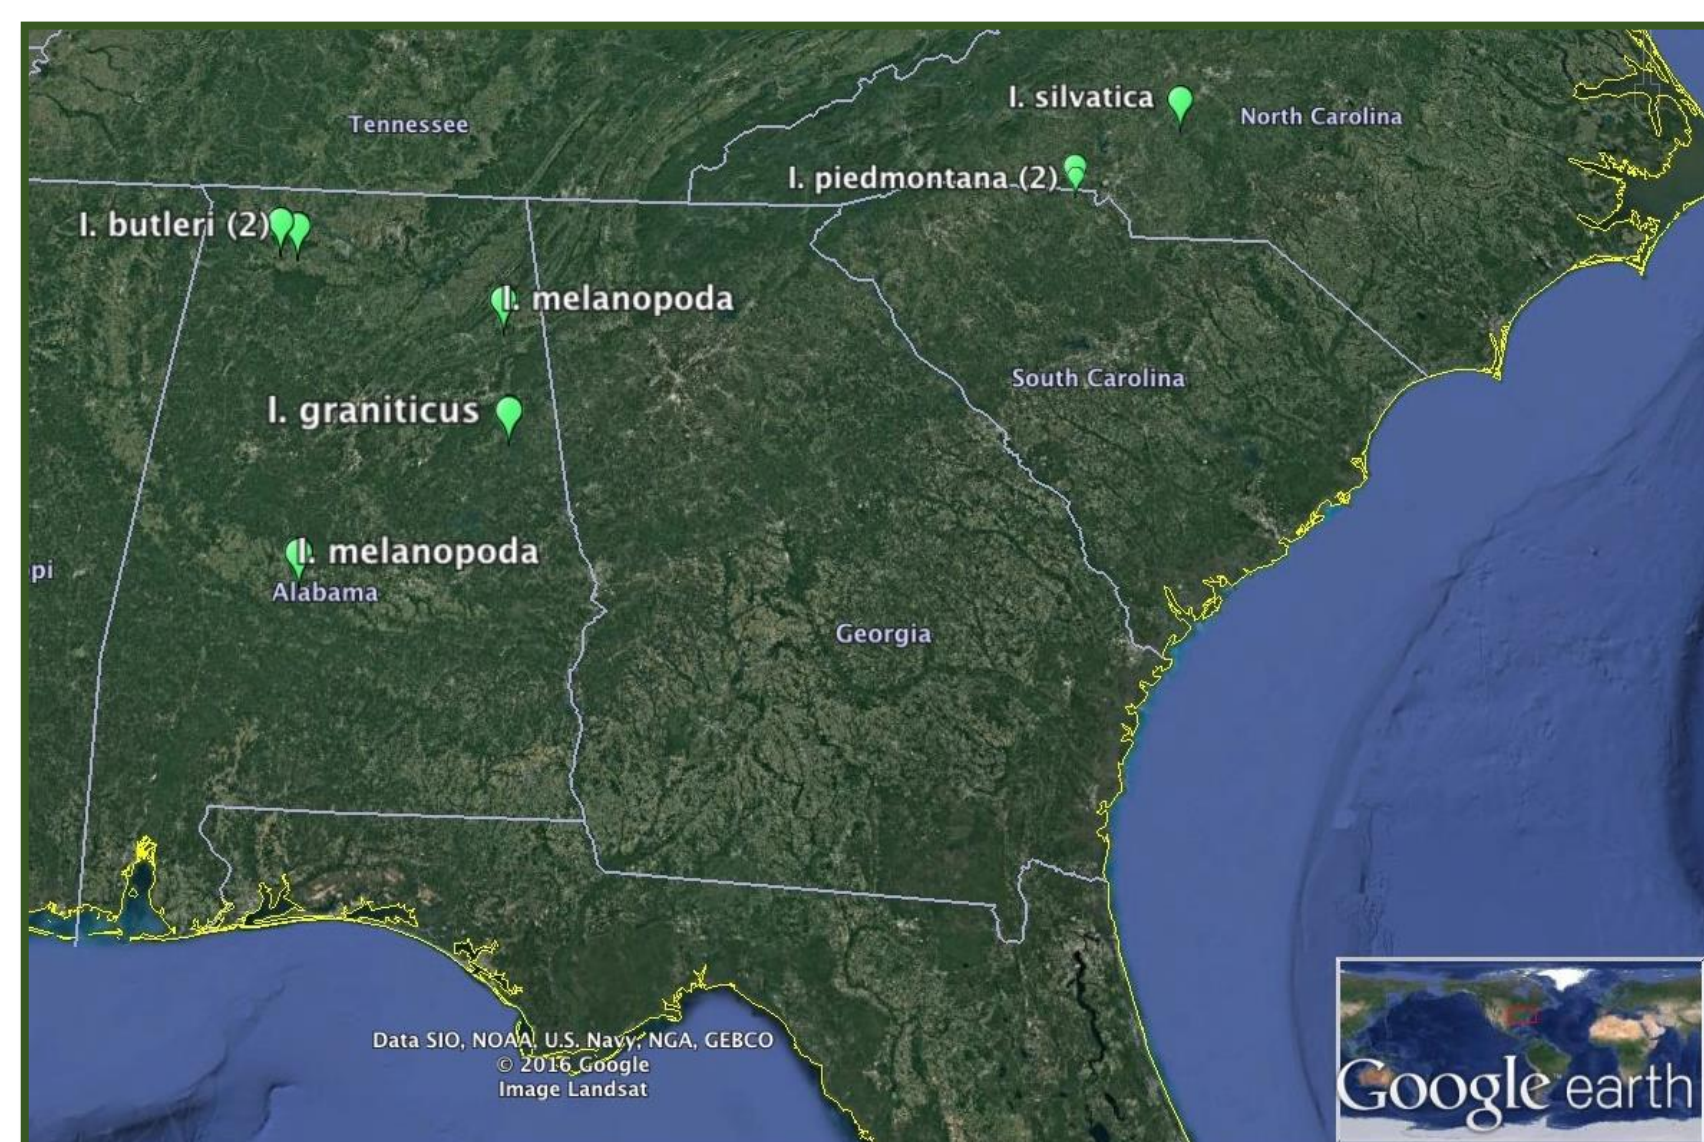 I. silvatica
North Carolina
Tennessee
I. piedmontana (2)
I. butleri (2)
I. melanopoda
South Carolina
I. graniticus
I. melanopoda
pi
Alabama
Georgia
Data SIO, NOAA, U.S. Navy, NGA, GEBCO
© 2016 Google
Image Landsat
Google earth